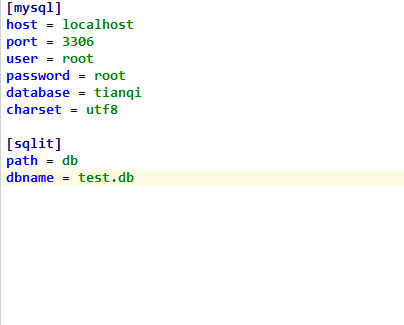 [mysql]
host = localhost
port = 3306
user = root
password = root
database = tianqi
charset = utf8
[sqlit]
path = db
dbname = test.db